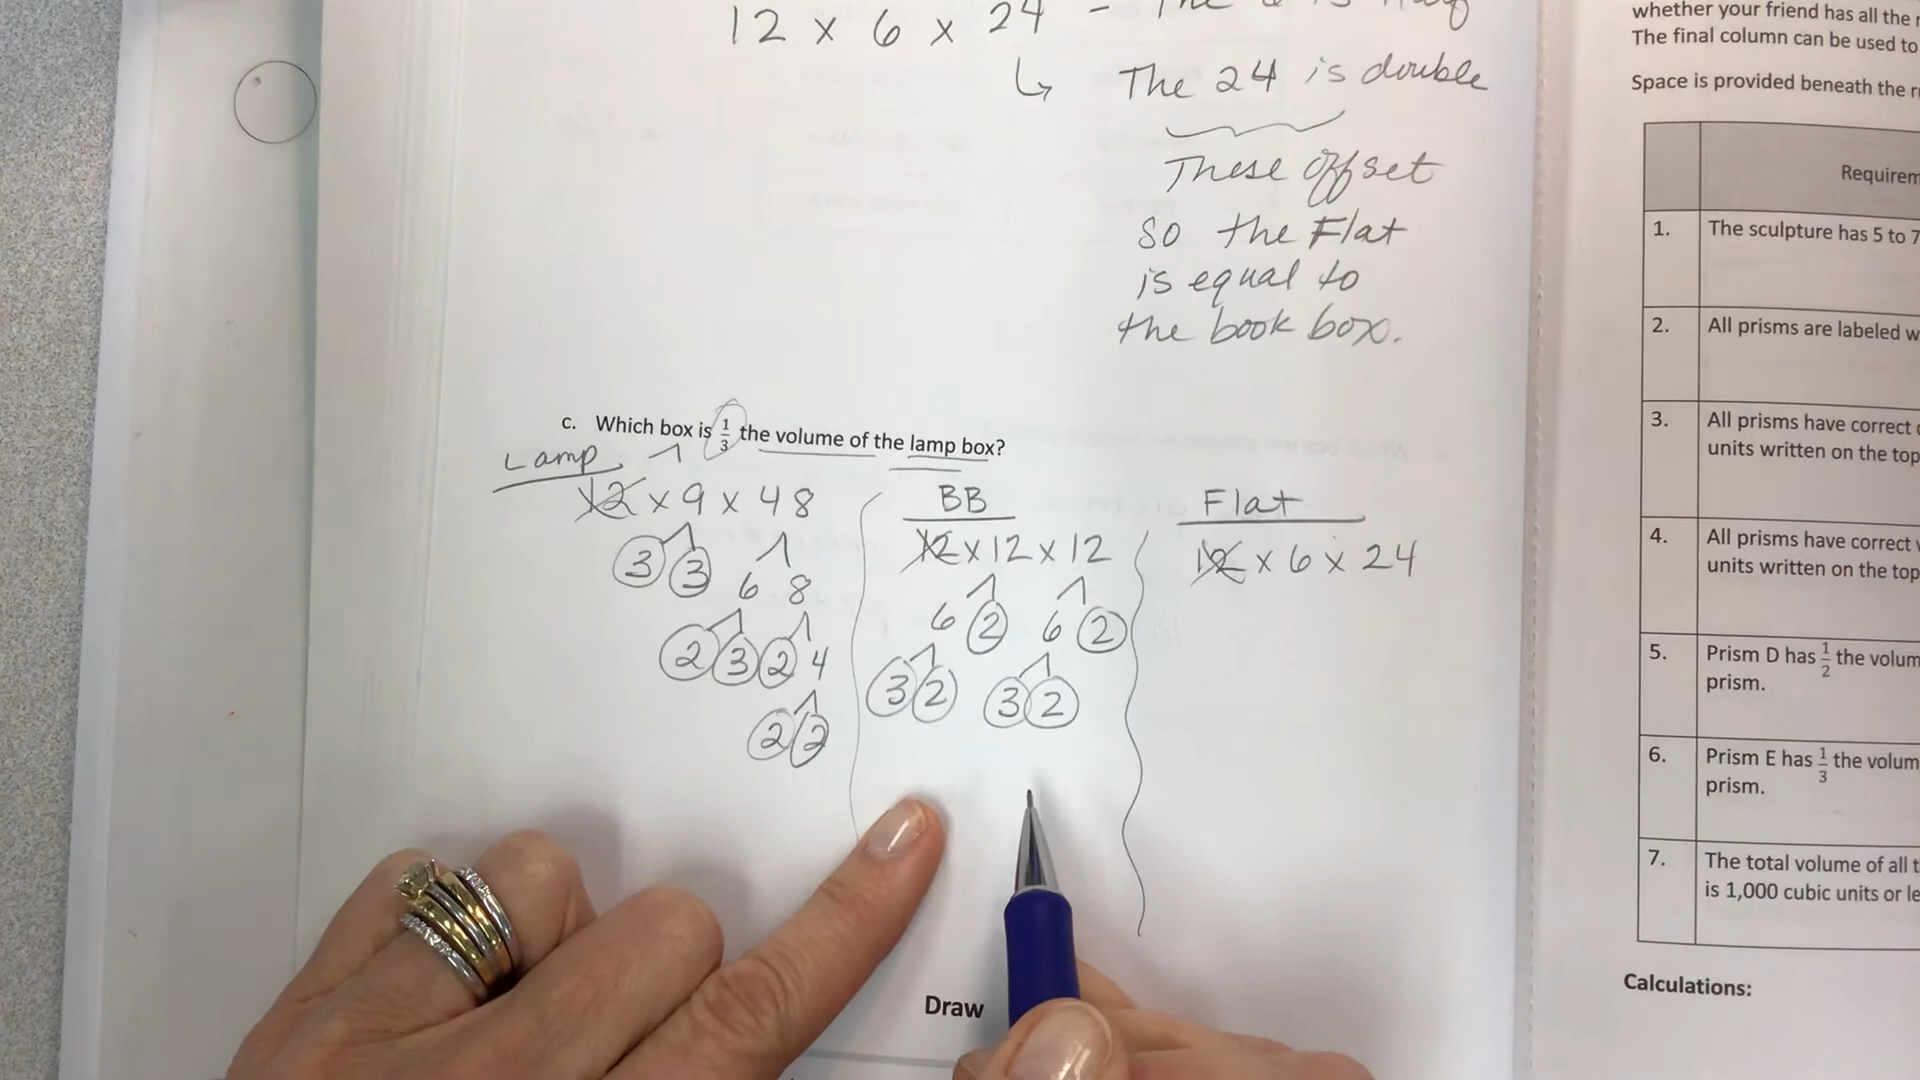 12 x 6 x 24 - The 6 is
↳ The 24 is double
These offset
so the Flat
is equal to
the book box.
c. Which box is 1/3 the volume of the lamp box?
Lamp
12 x 9 x 48
3 3 6 8
2 3 2 4
2 2
BB
12 x 12 x 12
6 2 6 2
3 2 3 2
Flat
12 x 6 x 24
Draw
whether your friend has all the
The final column can be used to
Space is provided beneath the
Requirem
1. The sculpture has 5 to 7
2. All prisms are labeled w
3. All prisms have correct
units written on the top
4. All prisms have correct
units written on the top
5. Prism D has 1/2 the volum
prism.
6. Prism E has 1/3 the volum
prism.
7. The total volume of all t
is 1,000 cubic units or le
Calculations: